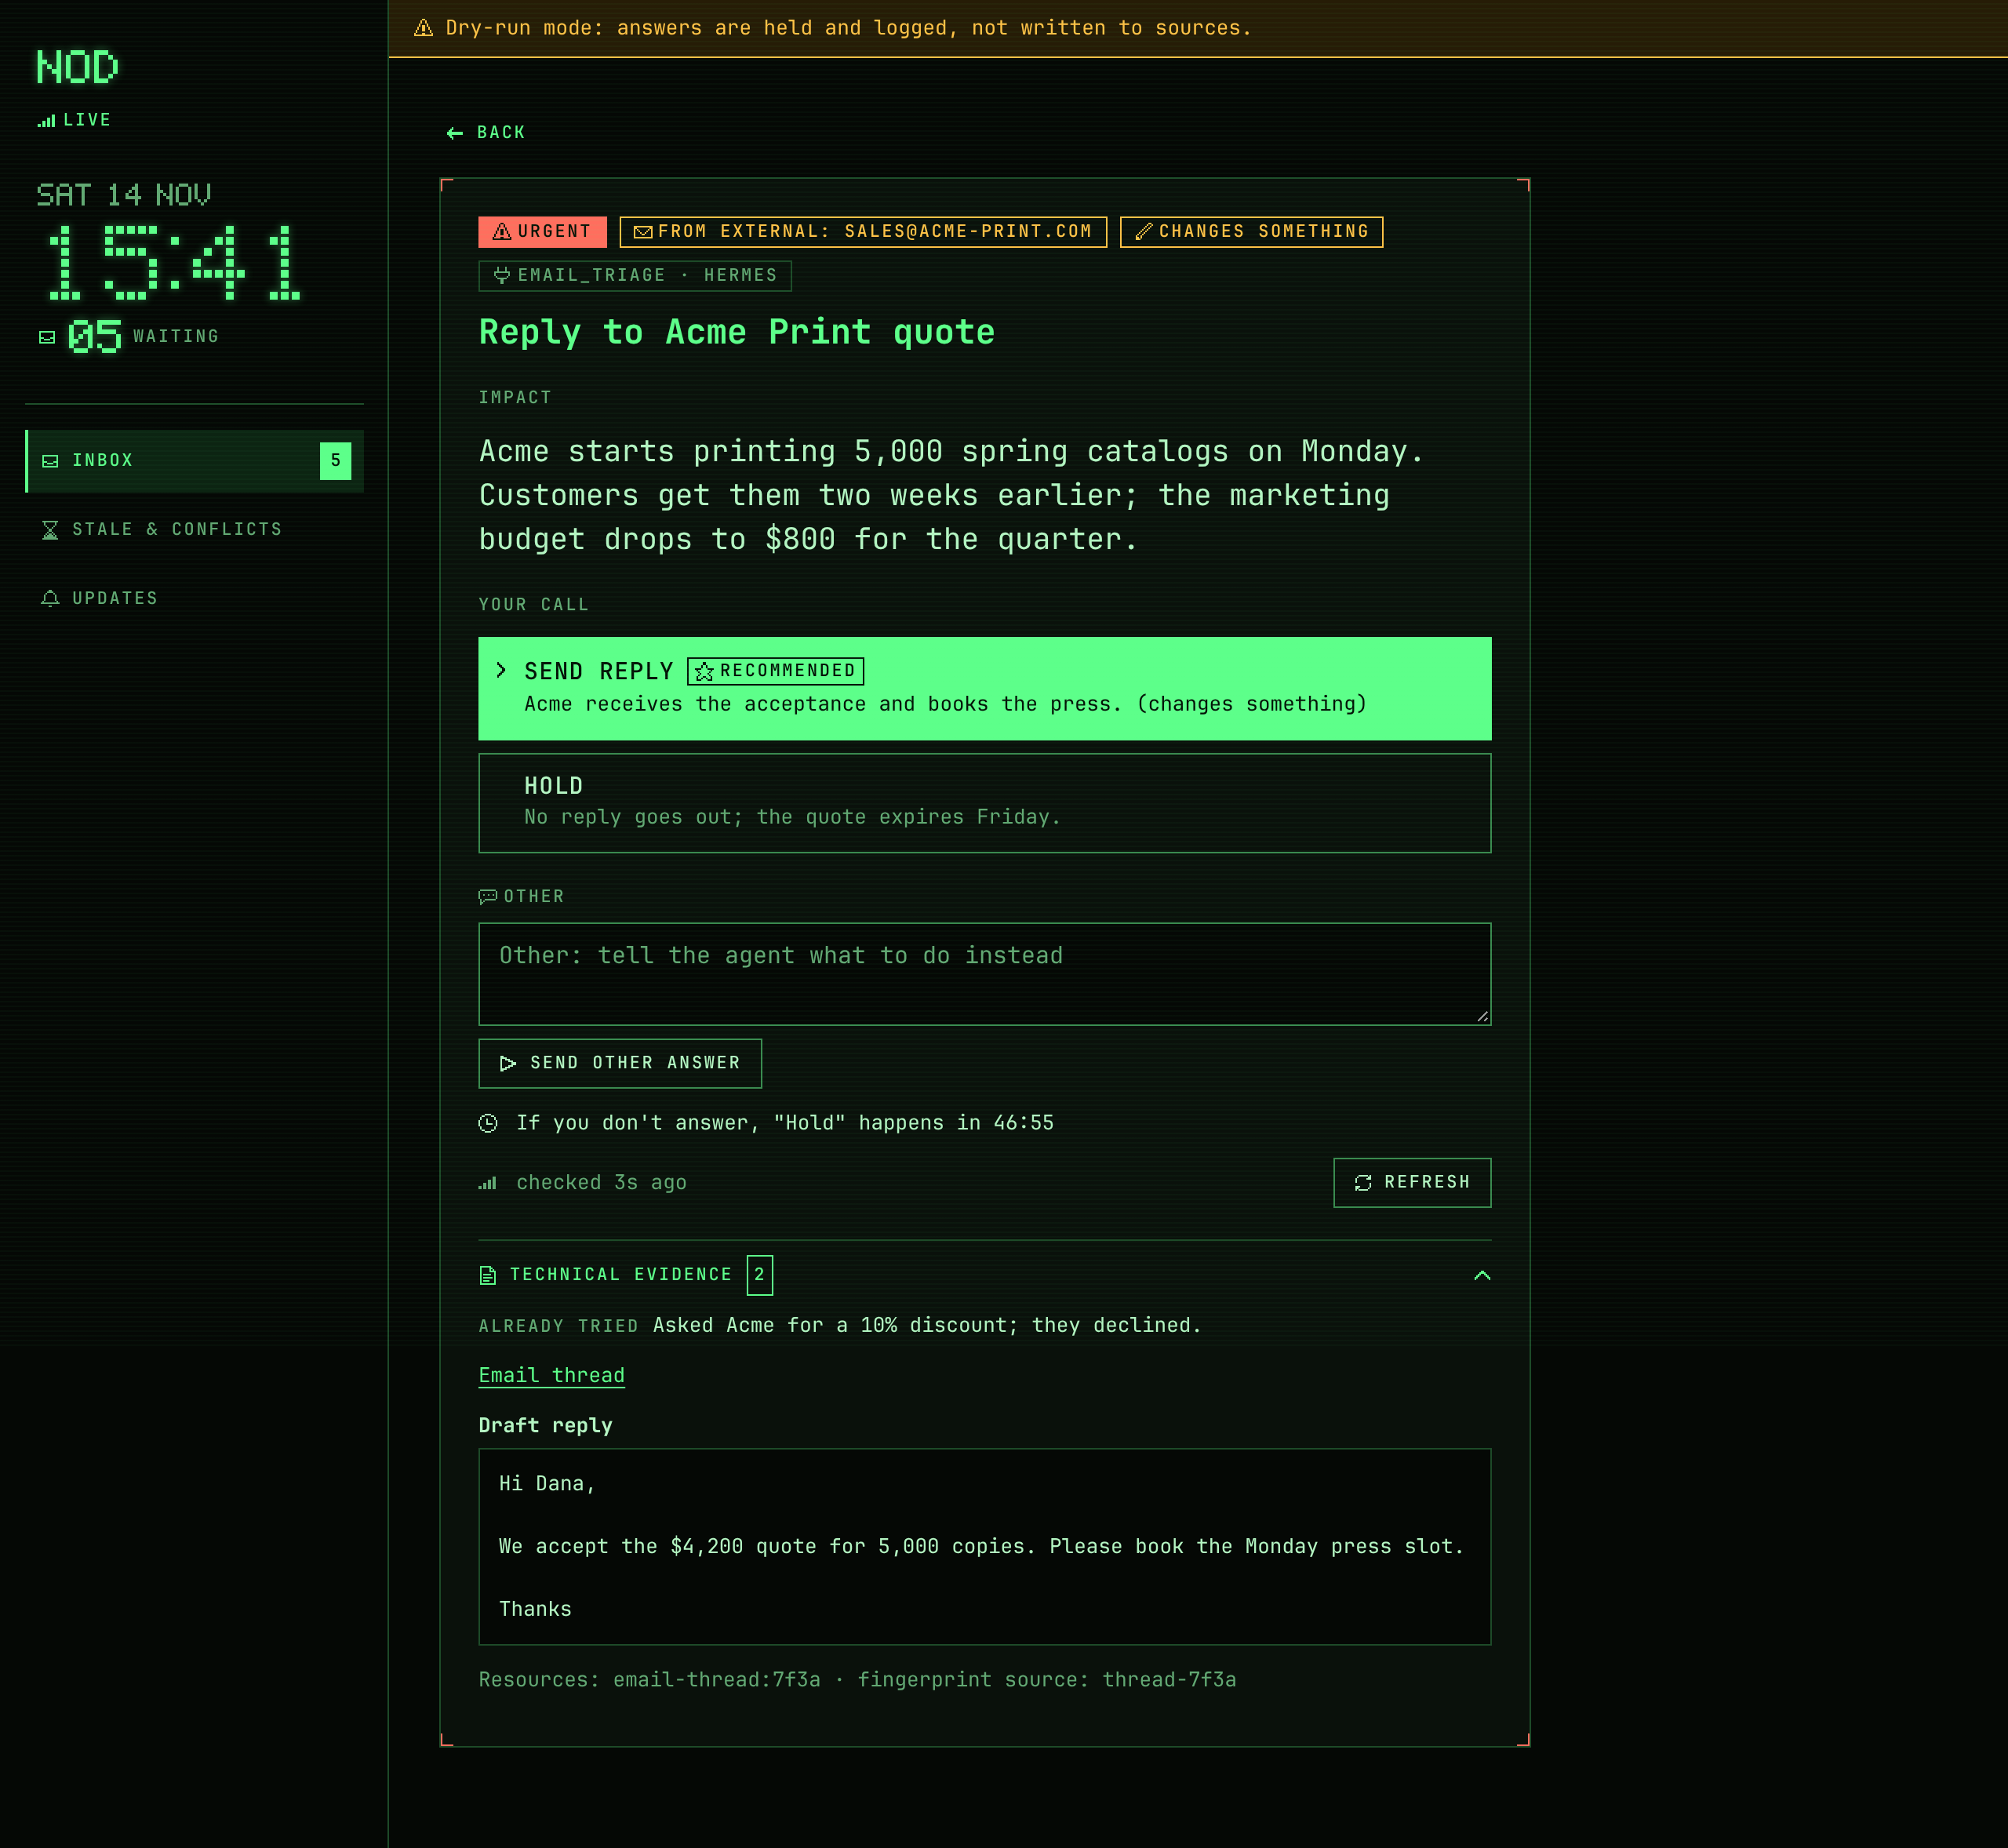 Dry-run mode: answers are held and logged, not written to sources.
NOD
LIVE
SAT 14 NOV
15:41
05 WAITING
INBOX 5
STALE & CONFLICTS
UPDATES
BACK
URGENT FROM EXTERNAL: SALES@ACME-PRINT.COM CHANGES SOMETHING
EMAIL_TRIAGE · HERMES
Reply to Acme Print quote
IMPACT
Acme starts printing 5,000 spring catalogs on Monday.
Customers get them two weeks earlier; the marketing
budget drops to $800 for the quarter.
YOUR CALL
SEND REPLY RECOMMENDED
Acme receives the acceptance and books the press. (changes something)
HOLD
No reply goes out; the quote expires Friday.
OTHER
Other: tell the agent what to do instead
SEND OTHER ANSWER
If you don't answer, "Hold" happens in 46:55
checked 3s ago
REFRESH
TECHNICAL EVIDENCE 2
ALREADY TRIED Asked Acme for a 10% discount; they declined.
Email thread
Draft reply
Hi Dana,
We accept the $4,200 quote for 5,000 copies. Please book the Monday press slot.
Thanks
Resources: email-thread:7f3a · fingerprint source: thread-7f3a